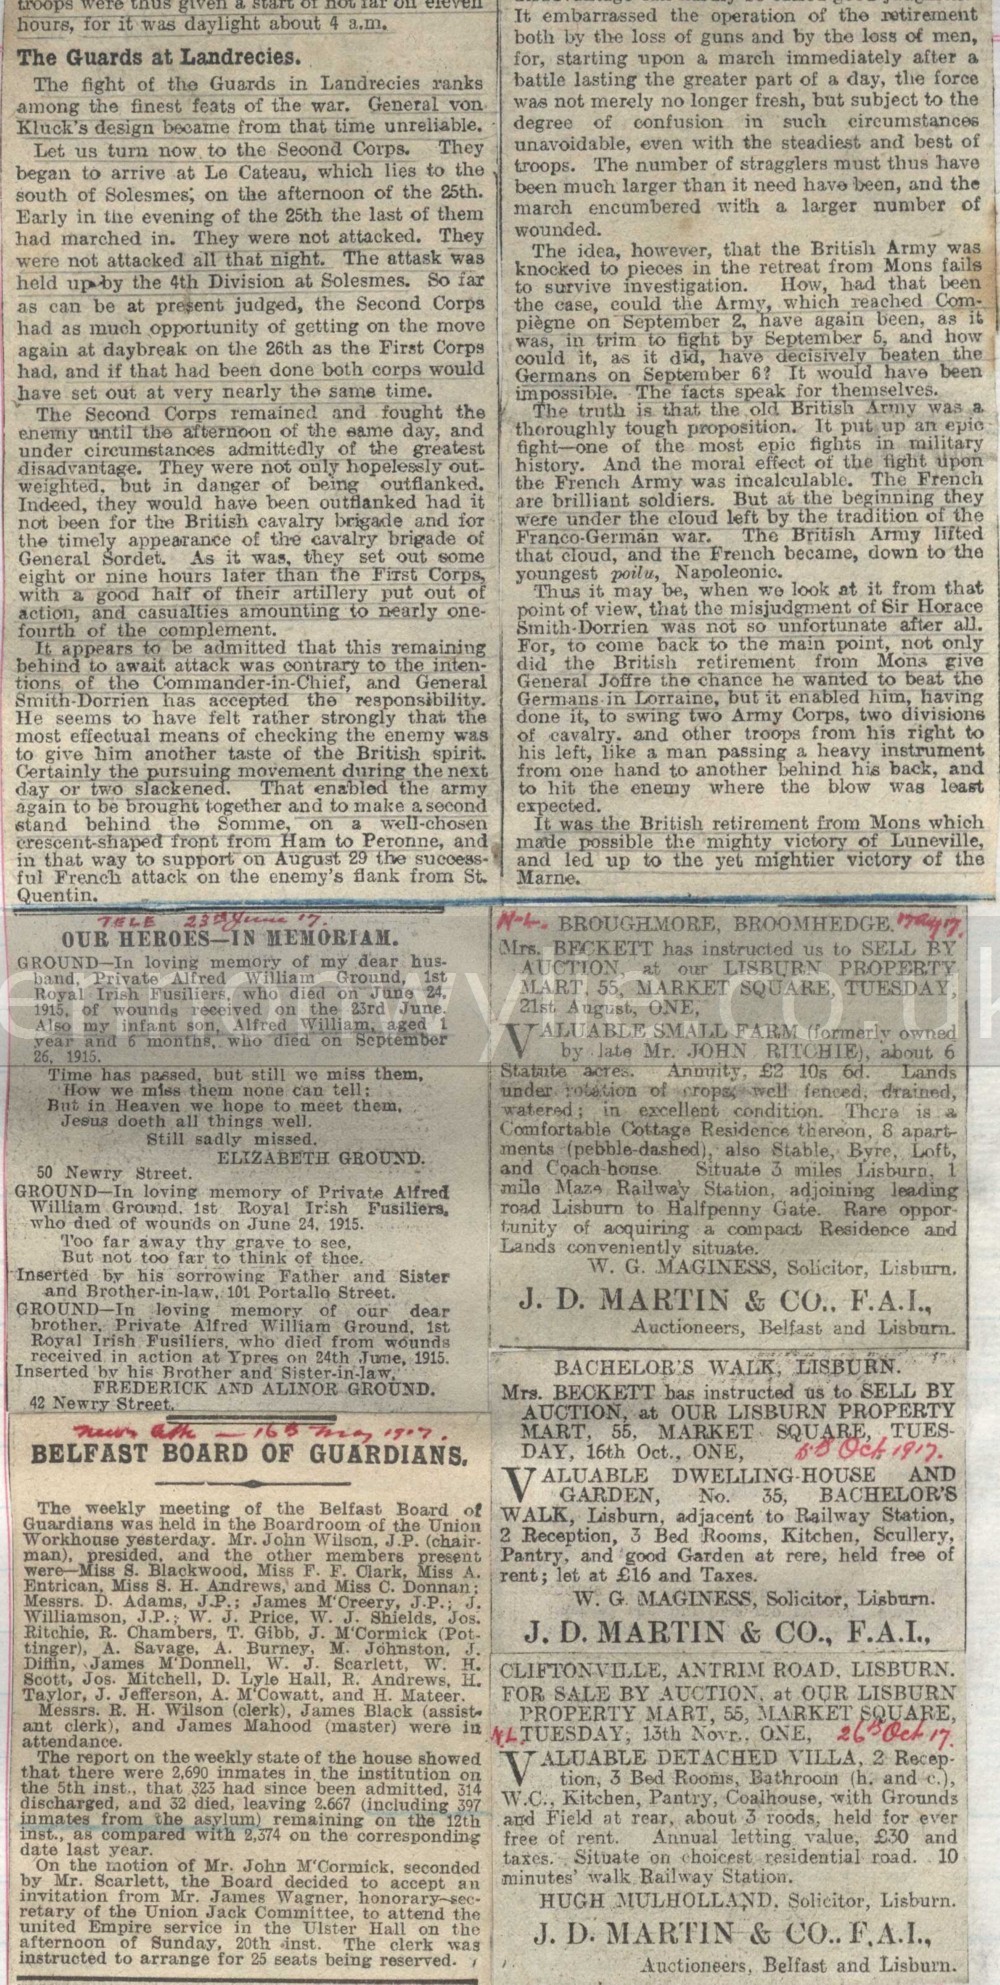 troops were thus given a start of not far on eleven
hours, for it was daylight about 4 a.m.
The Guards at Landrecies.
The fight of the Guards in Landrecies ranks
among the finest feats of the war. General von
Kluck's design became from that time unreliable.
Let us turn now to the Second Corps. They
began to arrive at Le Cateau, which lies to the
south of Solesmes, on the afternoon of the 25th.
Early in the evening of the 25th the last of them
had marched in. They were not attacked. They
were not attacked all that night. The attask was
held up by the 4th Division at Solesmes. So far
as can be at present judged, the Second Corps
had as much opportunity of getting on the move
again at daybreak on the 26th as the First Corps
had, and if that had been done both corps would
have set out at very nearly the same time.
The Second Corps remained and fought the
enemy until the afternoon of the same day, and
under circumstances admittedly of the greatest
disadvantage. They were not only hopelessly out-
weighted, but in danger of being outflanked.
Indeed, they would have been outflanked had it
not been for the British cavalry brigade and for
the timely appearance of the cavalry brigade of
General Sordet. As it was, they set out some
eight or nine hours later than the First Corps,
with a good half of their artillery put out of
action, and casualties amounting to nearly one-
fourth of the complement.
It appears to be admitted that this remaining
behind to await attack was contrary to the inten-
tions of the Commander-in-Chief, and General
Smith-Dorrien has accepted the responsibility.
He seems to have felt rather strongly that the
most effectual means of checking the enemy was
to give him another taste of the British spirit.
Certainly the pursuing movement during the next
day or two slackened. That enabled the army
again to be brought together and to make a second
stand behind the Somme, on a well-chosen
crescent-shaped front from Ham to Peronne, and
in that way to support on August 29 the success-
ful French attack on the enemy's flank from St.
Quentin.
It embarrassed the operation of the retirement
both by the loss of guns and by the loss of men,
for, starting upon a march immediately after a
battle lasting the greater part of a day, the force
was not merely no longer fresh, but subject to the
degree of confusion in such circumstances
unavoidable, even with the steadiest and best of
troops. The number of stragglers must thus have
been much larger than it need have been, and the
march encumbered with a larger number of
wounded.
The idea, however, that the British Army was
knocked to pieces in the retreat from Mons fails
to survive investigation. How, had that been
the case, could the Army, which reached Com-
piègne on September 2, have again been, as it
was, in trim to fight by September 5, and how
could it, as it did, have decisively beaten the
Germans on September 6? It would have been
impossible. The facts speak for themselves.
The truth is that the old British Army was a
thoroughly tough proposition. It put up an epic
fight—one of the most epic fights in military
history. And the moral effect of the fight upon
the French Army was incalculable. The French
are brilliant soldiers. But at the beginning they
were under the cloud left by the tradition of the
Franco-German war. The British Army lifted
that cloud, and the French became, down to the
youngest poilu, Napoleonic.
Thus it may be, when we look at it from that
point of view, that the misjudgment of Sir Horace
Smith-Dorrien was not so unfortunate after all.
For, to come back to the main point, not only
did the British retirement from Mons give
General Joffre the chance he wanted to beat the
Germans in Lorraine, but it enabled him, having
done it, to swing two Army Corps, two divisions
of cavalry, and other troops from his right to
his left, like a man passing a heavy instrument
from one hand to another behind his back, and
to hit the enemy where the blow was least
expected.
It was the British retirement from Mons which
made possible the mighty victory of Luneville,
and led up to the yet mightier victory of the
Marne.
TELE 23rd June 17.
OUR HEROES—IN MEMORIAM.
GROUND—In loving memory of my dear hus-
band, Private Alfred William Ground, 1st
Royal Irish Fusiliers, who died on June 24,
1915, of wounds received on the 23rd June.
Also my infant son, Alfred William, aged 1
year and 6 months, who died on September
26, 1915.
Time has passed, but still we miss them,
How we miss them none can tell;
But in Heaven we hope to meet them,
Jesus doeth all things well.
Still sadly missed.
ELIZABETH GROUND.
50 Newry Street.
GROUND—In loving memory of Private Alfred
William Ground, 1st Royal Irish Fusiliers,
who died of wounds on June 24, 1915.
Too far away thy grave to see,
But not too far to think of thee.
Inserted by his sorrowing Father and Sister
and Brother-in-law, 101 Portallo Street.
GROUND—In loving memory of our dear
brother, Private Alfred William Ground, 1st
Royal Irish Fusiliers, who died from wounds
received in action at Ypres on 24th June, 1915.
Inserted by his Brother and Sister-in-law,
FREDERICK AND ALINOR GROUND.
42 Newry Street.
16th May 1917.
BELFAST BOARD OF GUARDIANS.
The weekly meeting of the Belfast Board of
Guardians was held in the Boardroom of the Union
Workhouse yesterday. Mr. John Wilson, J.P. (chair-
man), presided, and the other members present
were—Miss S. Blackwood, Miss F. F. Clark, Miss A.
Entrican, Miss S. H. Andrews, and Miss C. Donnan;
Messrs. D. Adams, J.P.; James M'Creery, J.P.; J.
Williamson, J.P.; W. J. Price, W. J. Shields, Jos.
Ritchie, R. Chambers, T. Gibb, J. M'Cormick (Pot-
tinger), A. Savage, A. Burney, M. Johnston, J.
Diffin, James M'Donnell, W. J. Scarlett, W. H.
Scott, Jos. Mitchell, D. Lyle Hall, R. Andrews, H.
Taylor, J. Jefferson, A. M'Cowatt, and H. Mateer.
Messrs. R. H. Wilson (clerk), James Black (assist-
ant clerk), and James Mahood (master) were in
attendance.
The report on the weekly state of the house showed
that there were 2,690 inmates in the institution on
the 5th inst., that 323 had since been admitted, 314
discharged, and 32 died, leaving 2.667 (including 397
inmates from the asylum) remaining on the 12th
inst., as compared with 2,374 on the corresponding
date last year.
On the motion of Mr. John M'Cormick, seconded
by Mr. Scarlett, the Board decided to accept an
invitation from Mr. James Wagner, honorary-sec-
retary of the Union Jack Committee, to attend the
united Empire service in the Ulster Hall on the
afternoon of Sunday, 20th inst. The clerk was
instructed to arrange for 25 seats being reserved.
N-L. BROUGHMORE, BROOMHEDGE.
Mrs. BECKETT has instructed us to SELL BY
AUCTION, at our LISBURN PROPERTY
MART, 55, MARKET SQUARE, TUESDAY,
21st August, ONE,
VALUABLE SMALL FARM (formerly owned
by late Mr. JOHN RITCHIE), about 6
Statute acres. Annuity, £2 10s 6d. Lands
under rotation of crops; well fenced, drained,
watered; in excellent condition. There is a
Comfortable Cottage Residence thereon, 8 apart-
ments (pebble-dashed), also Stable, Byre, Loft,
and Coach-house. Situate 3 miles Lisburn, 1
mile Maze Railway Station, adjoining leading
road Lisburn to Halfpenny Gate. Rare oppor-
tunity of acquiring a compact Residence and
Lands conveniently situate.
W. G. MAGINESS, Solicitor, Lisburn.
J. D. MARTIN & CO., F.A.I.,
Auctioneers, Belfast and Lisburn.
BACHELOR'S WALK, LISBURN.
Mrs. BECKETT has instructed us to SELL BY
AUCTION, at OUR LISBURN PROPERTY
MART, 55, MARKET SQUARE, TUES-
DAY, 16th Oct., ONE, 5th Oct 1917.
VALUABLE DWELLING-HOUSE AND
GARDEN, No. 35, BACHELOR'S
WALK, Lisburn, adjacent to Railway Station,
2 Reception, 3 Bed Rooms, Kitchen, Scullery,
Pantry, and good Garden at rere, held free of
rent; let at £16 and Taxes.
W. G. MAGINESS, Solicitor, Lisburn.
J. D. MARTIN & CO., F.A.I.,
CLIFTONVILLE, ANTRIM ROAD, LISBURN.
FOR SALE BY AUCTION, at OUR LISBURN
PROPERTY MART, 55, MARKET SQUARE,
NL TUESDAY, 13th Novr., ONE, 26th Oct 17.
VALUABLE DETACHED VILLA, 2 Recep-
tion, 3 Bed Rooms, Bathroom (h. and c.),
W.C., Kitchen, Pantry, Coalhouse, with Grounds
and Field at rear, about 3 roods, held for ever
free of rent. Annual letting value, £30 and
taxes. Situate on choicest residential road. 10
minutes' walk Railway Station.
HUGH MULHOLLAND, Solicitor, Lisburn.
J. D. MARTIN & CO.. F.A.I.,
Auctioneers, Belfast and Lisburn.